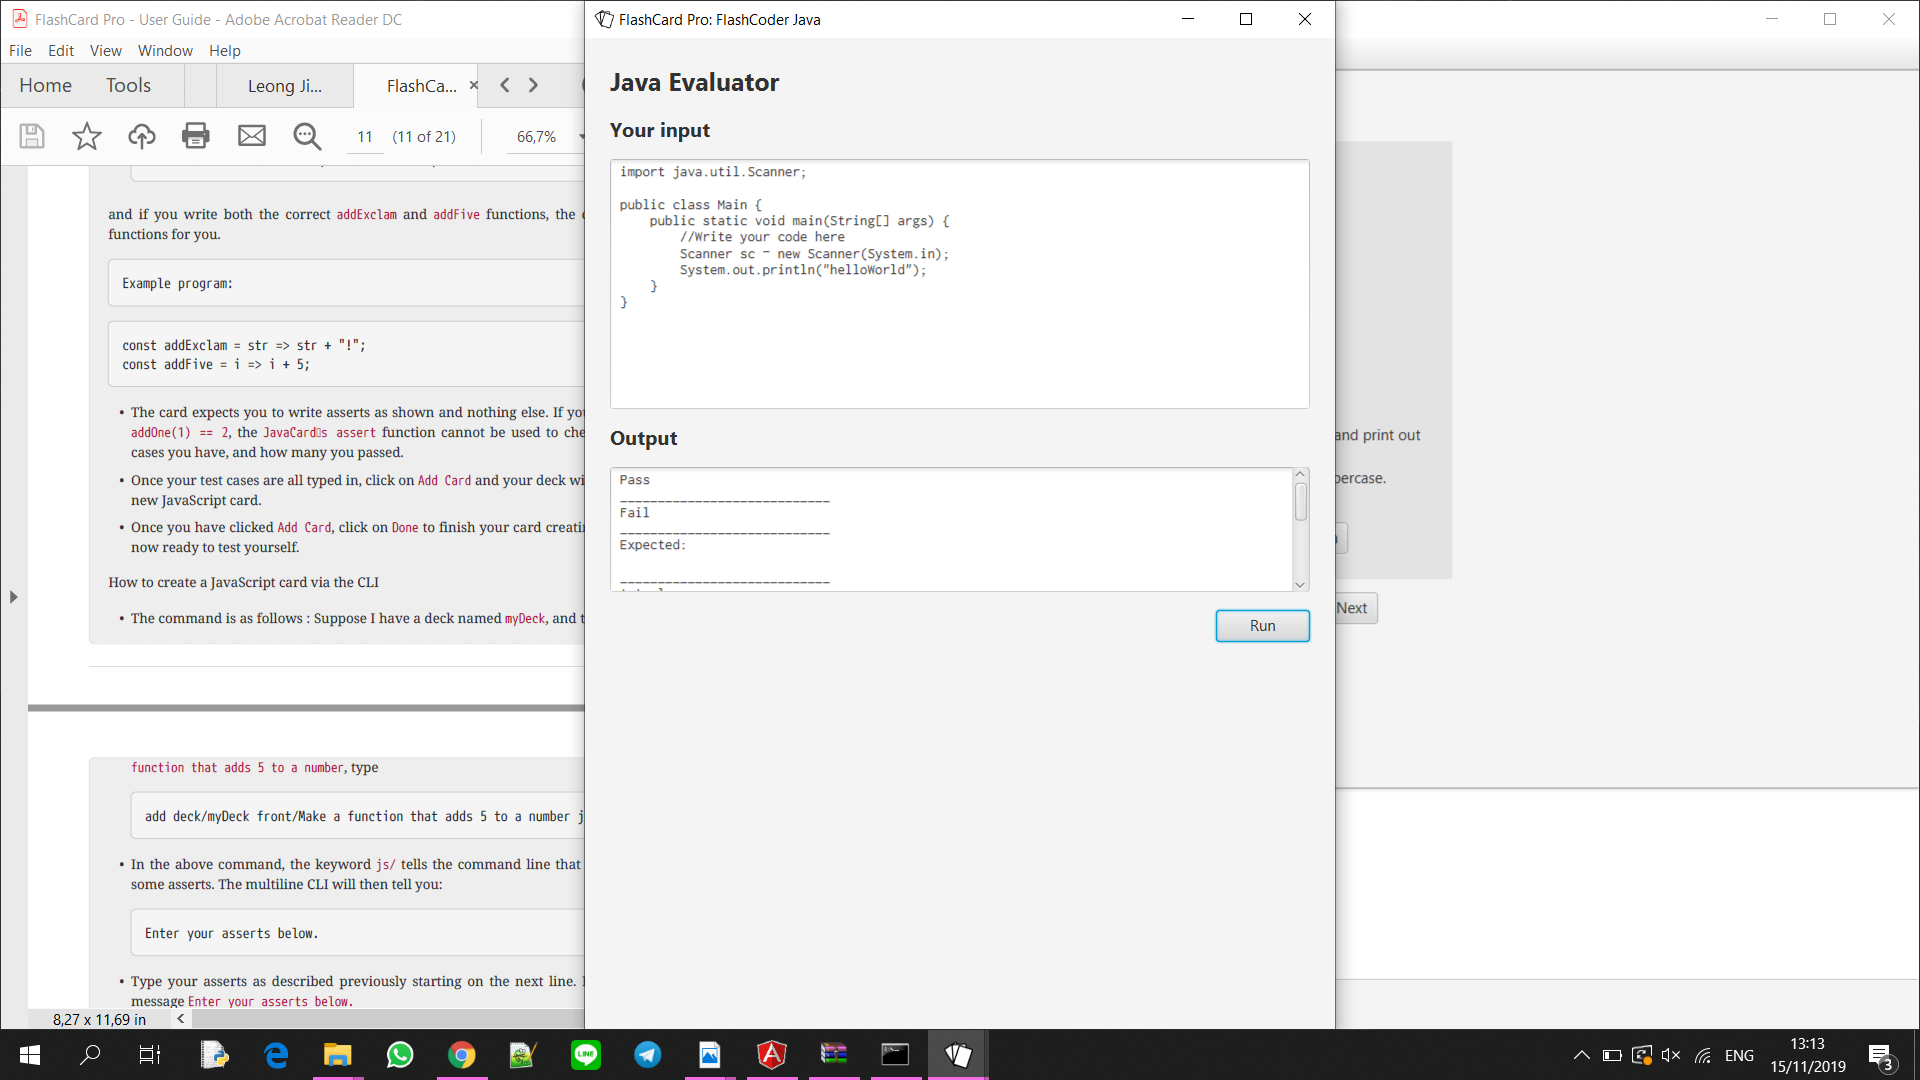 FlashCard Pro - User Guide - Adobe Acrobat Reader DC
File Edit View Window Help
Home Tools Leong Ji... FlashCa...
11 (11 of 21) 66,7%
and if you write both the correct addExclam and addFive functions, the
functions for you.
Example program:
const addExclam = str => str + "!";
const addFive = i => i + 5;
• The card expects you to write asserts as shown and nothing else. If you
addOne(1) == 2, the JavaCard▯s assert function cannot be used to che
cases you have, and how many you passed.
• Once your test cases are all typed in, click on Add Card and your deck wi
new JavaScript card.
• Once you have clicked Add Card, click on Done to finish your card creati
now ready to test yourself.
How to create a JavaScript card via the CLI
• The command is as follows : Suppose I have a deck named myDeck, and t
function that adds 5 to a number, type
add deck/myDeck front/Make a function that adds 5 to a number j
• In the above command, the keyword js/ tells the command line that
some asserts. The multiline CLI will then tell you:
Enter your asserts below.
• Type your asserts as described previously starting on the next line.
message Enter your asserts below.
8,27 x 11,69 in
FlashCard Pro: FlashCoder Java
Java Evaluator
Your input
import java.util.Scanner;
public class Main {
public static void main(String[] args) {
//Write your code here
Scanner sc = new Scanner(System.in);
System.out.println("helloWorld");
}
}
Output
Pass
____________________________
Fail
____________________________
Expected:
____________________________
Run
and print out
percase.
a
Next
LINE
ENG
13:13
15/11/2019
3